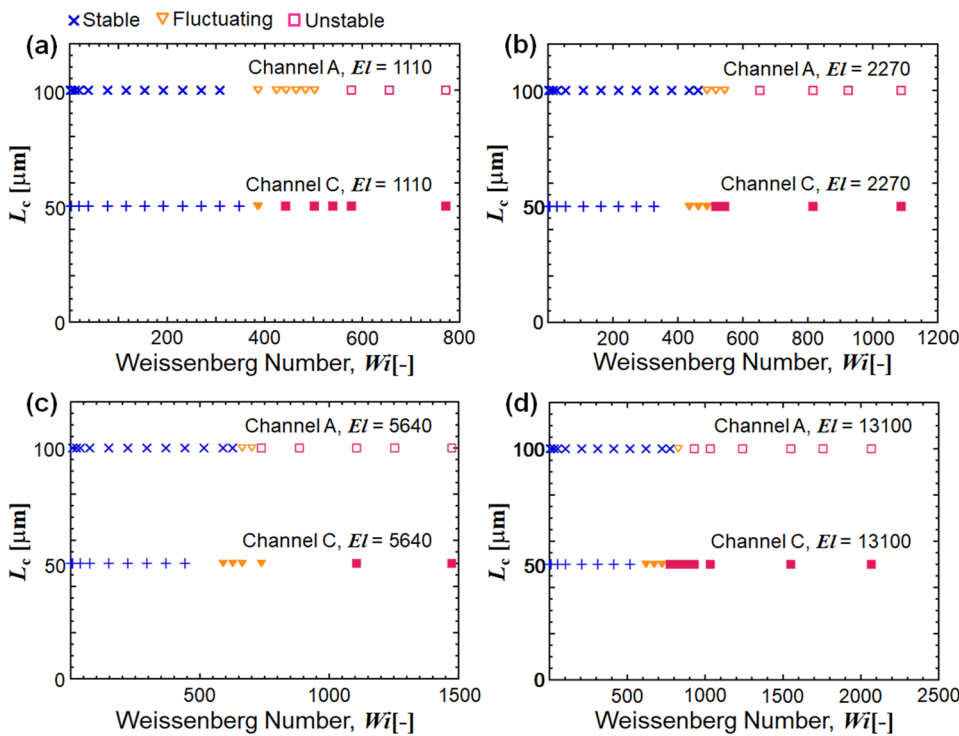 Stable Fluctuating Unstable
(a)
Channel A, El = 1110
Channel C, El = 1110
100
50
0
Lc [μm]
200 400 600 800
Weissenberg Number, Wi[-]
(b)
Channel A, El = 2270
Channel C, El = 2270
100
50
0
Lc [μm]
200 400 600 800 1000 1200
Weissenberg Number, Wi[-]
(c)
Channel A, El = 5640
Channel C, El = 5640
100
50
0
Lc [μm]
500 1000 1500
Weissenberg Number, Wi[-]
(d)
Channel A, El = 13100
Channel C, El = 13100
100
50
0
Lc [μm]
500 1000 1500 2000 2500
Weissenberg Number, Wi[-]